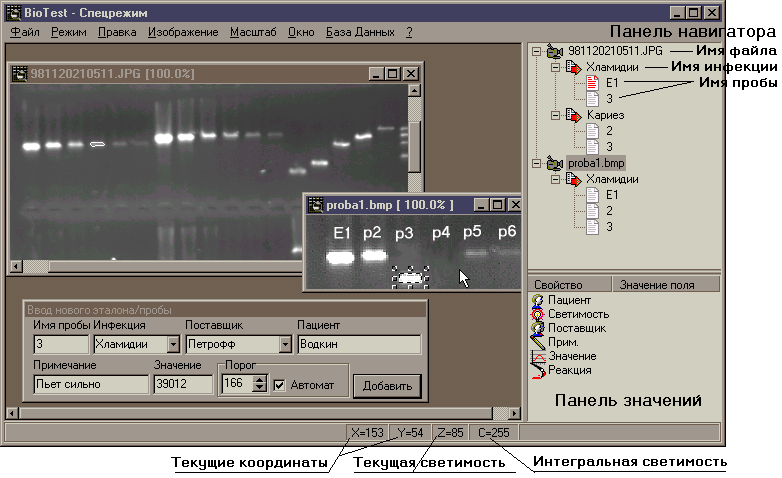 BioTest - Спецрежим
Файл Режим Правка Изображение Масштаб Окно База Данных ?
Панель навигатора
981120210511.JPG Имя файла
Хламидии Имя инфекции
E1 Имя пробы
3
Кариез
2
3
proba1.bmp
Хламидии
E1
2
3
981120210511.JPG [100.0%]
proba1.bmp [ 100.0% ]
E1 p2 p3 p4 p5 p6
Свойство Значение поля
Пациент
Светимость
Поставщик
Прим.
Значение
Реакция
Панель значений
Ввод нового эталона/пробы
Имя пробы Инфекция Поставщик Пациент
3 Хламидии Петрофф Водкин
Примечание Значение Порог
Пьет сильно 39012 166 Автомат Добавить
X=153 Y=54 Z=85 C=255
Текущие координаты Текущая светимость Интегральная светимость